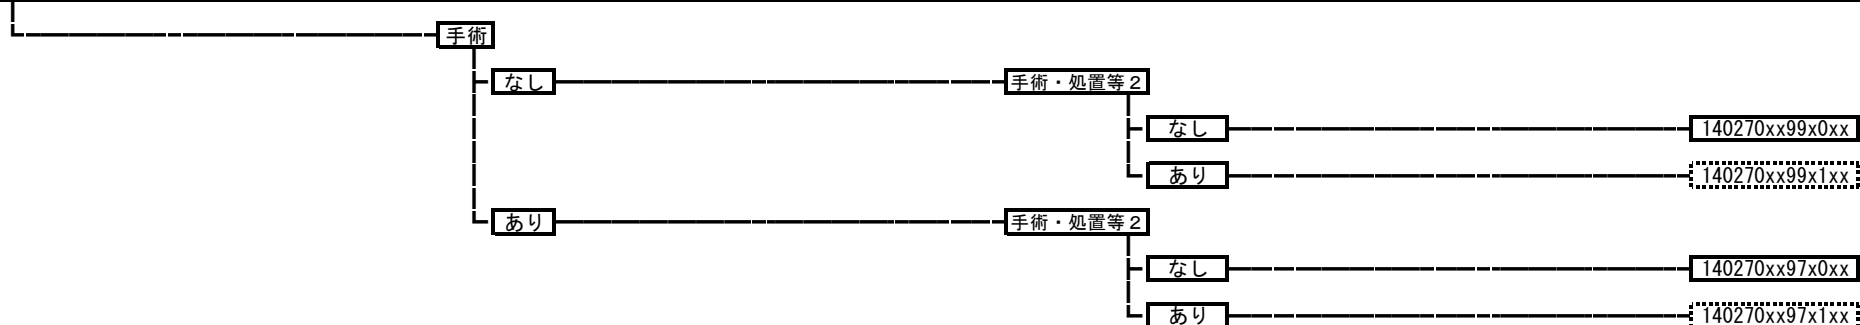 手術
なし 手術・処置等２
なし 140270xx99x0xx
あり 140270xx99x1xx
あり 手術・処置等２
なし 140270xx97x0xx
あり 140270xx97x1xx